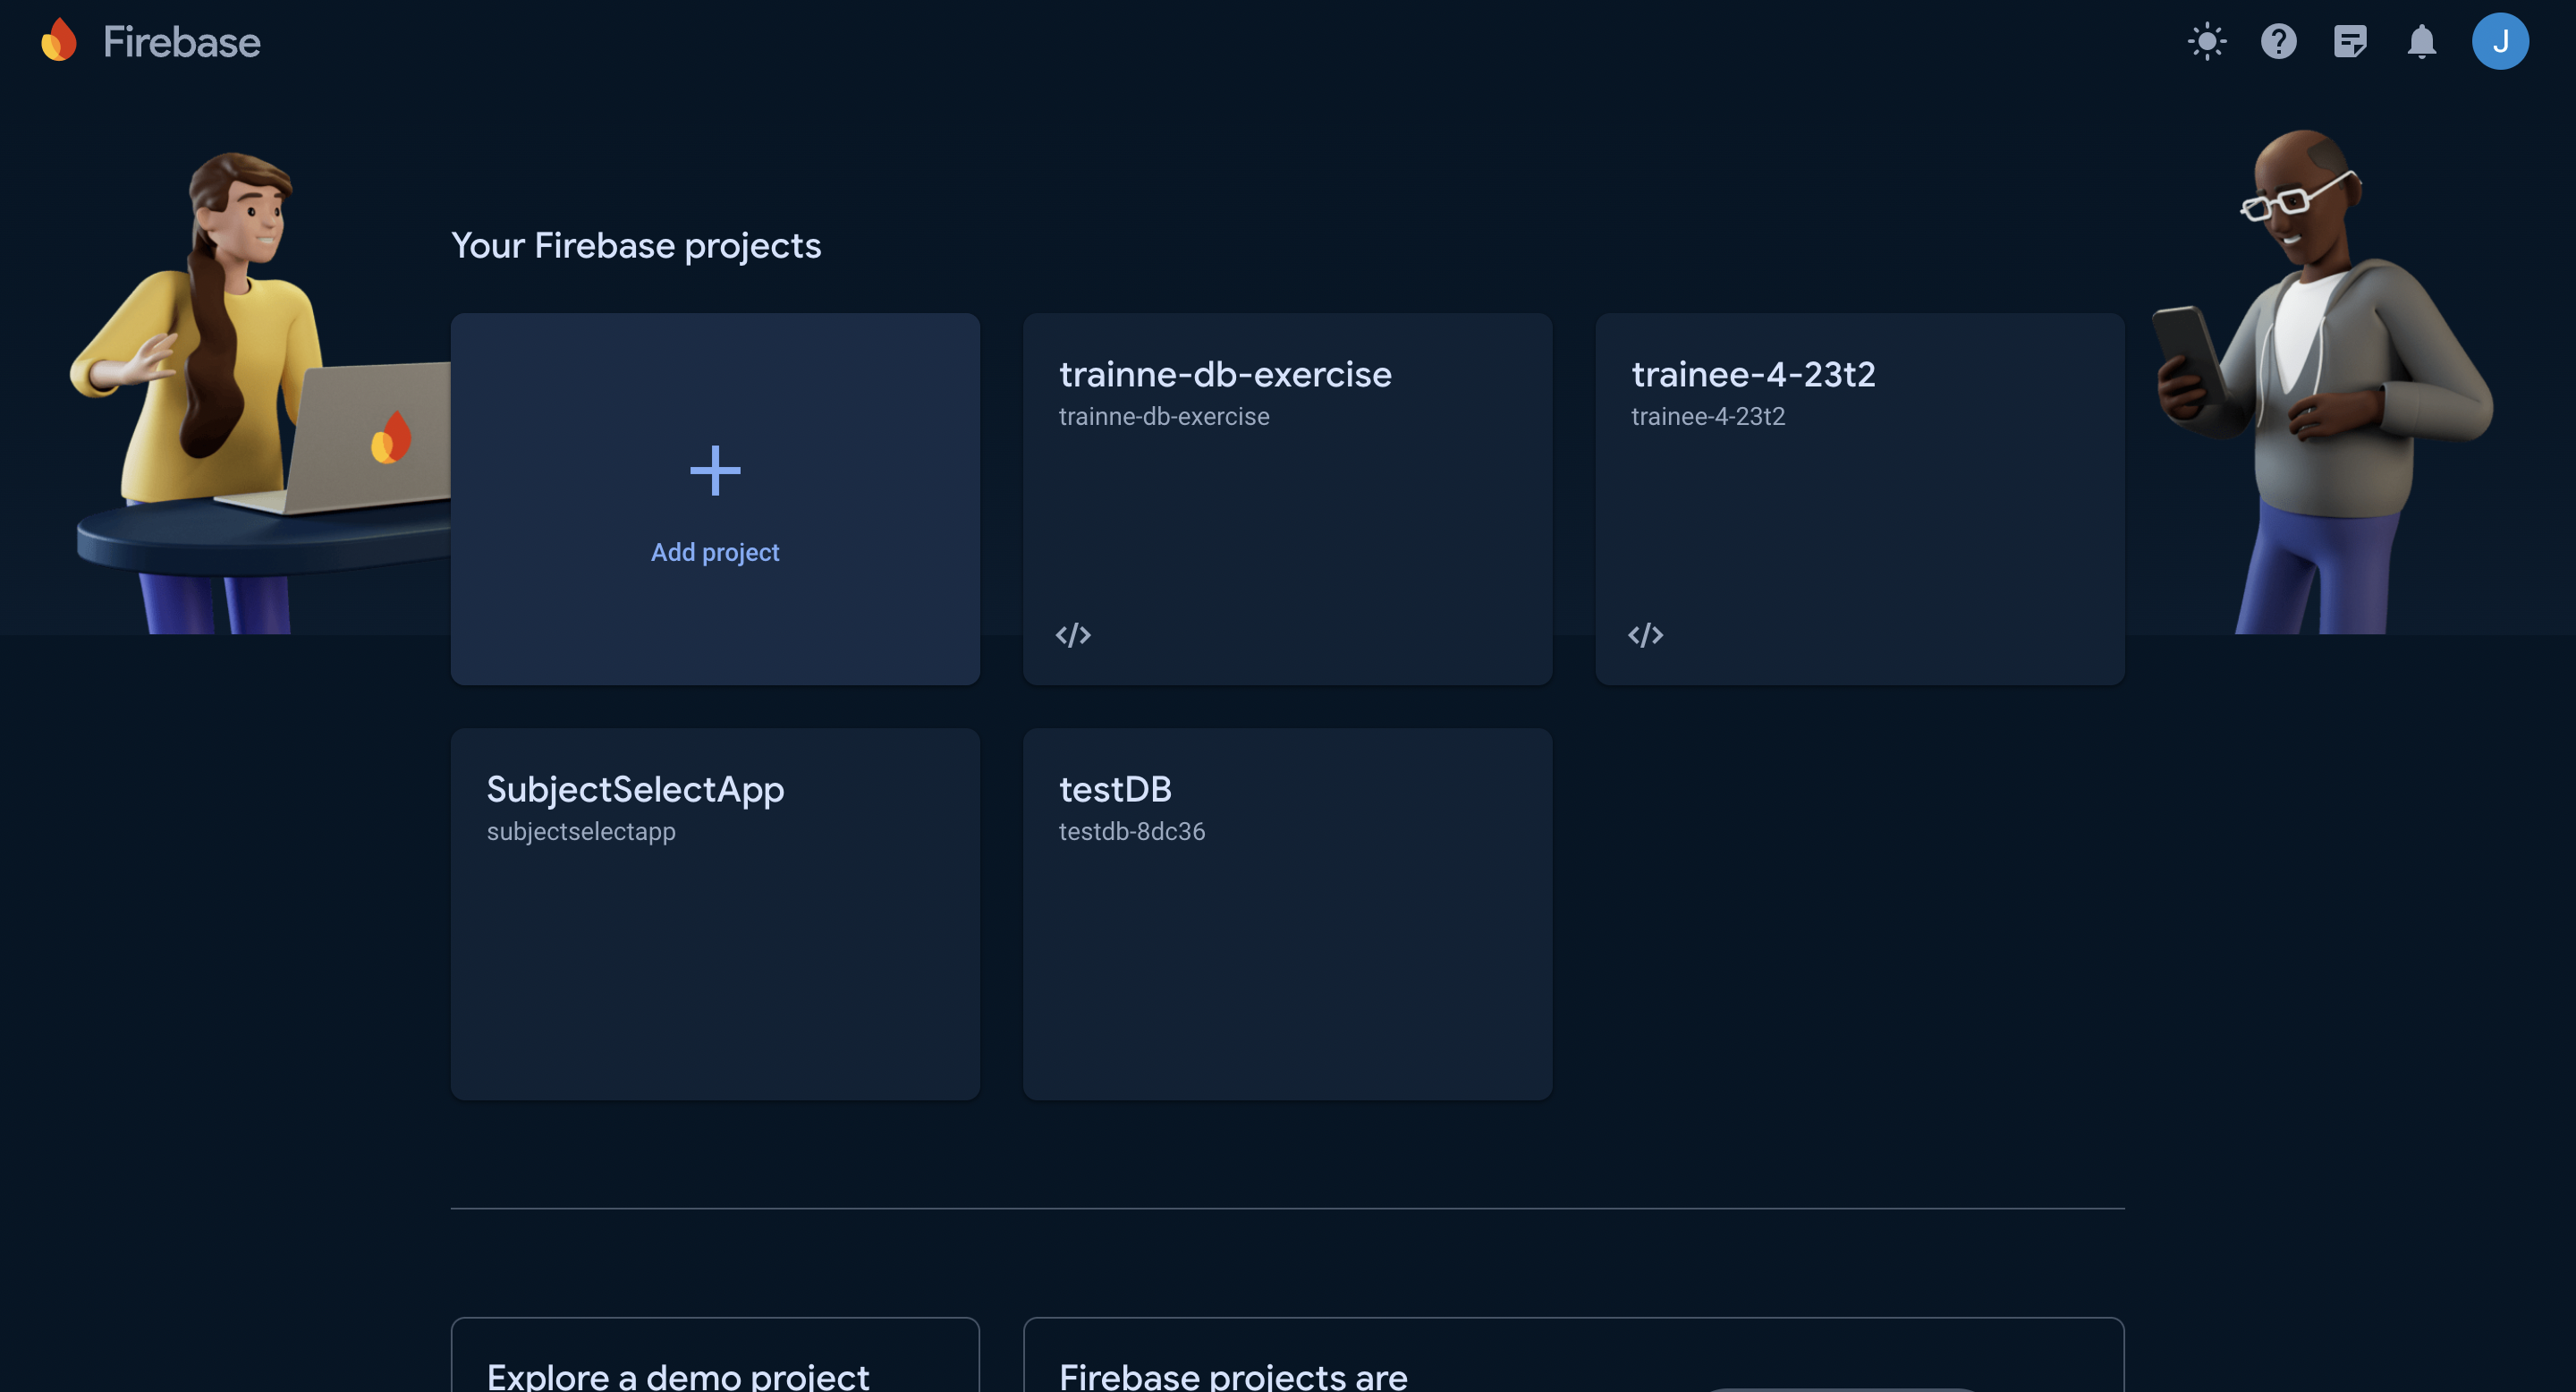 Firebase
J
Your Firebase projects
Add project
trainne-db-exercise
trainne-db-exercise
</>
trainee-4-23t2
trainee-4-23t2
</>
SubjectSelectApp
subjectselectapp
testDB
testdb-8dc36
Explore a demo project
Firebase projects are